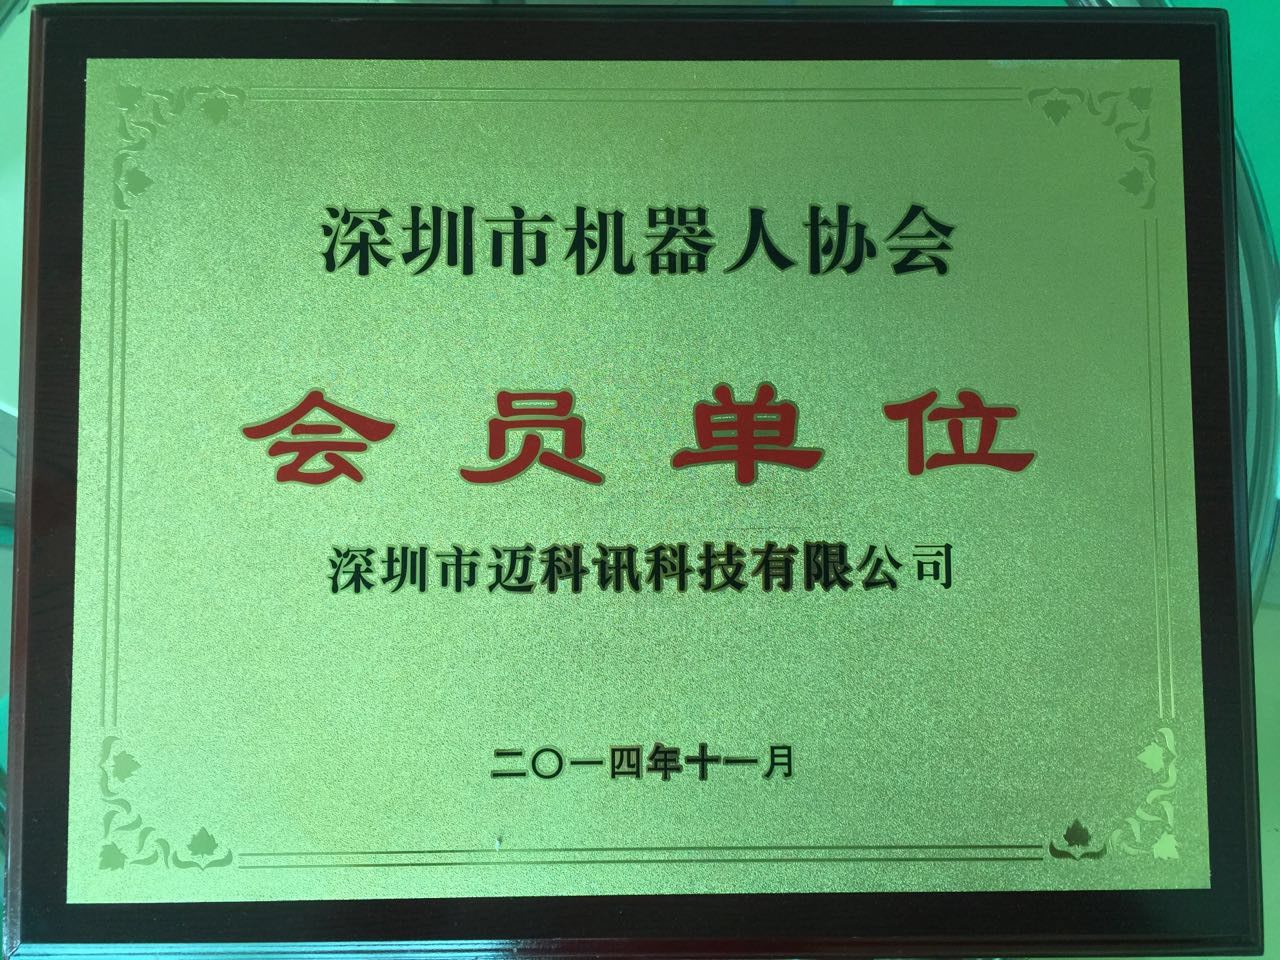 深圳市机器人协会
会员单位
深圳市迈科讯科技有限公司
二〇一四年十一月